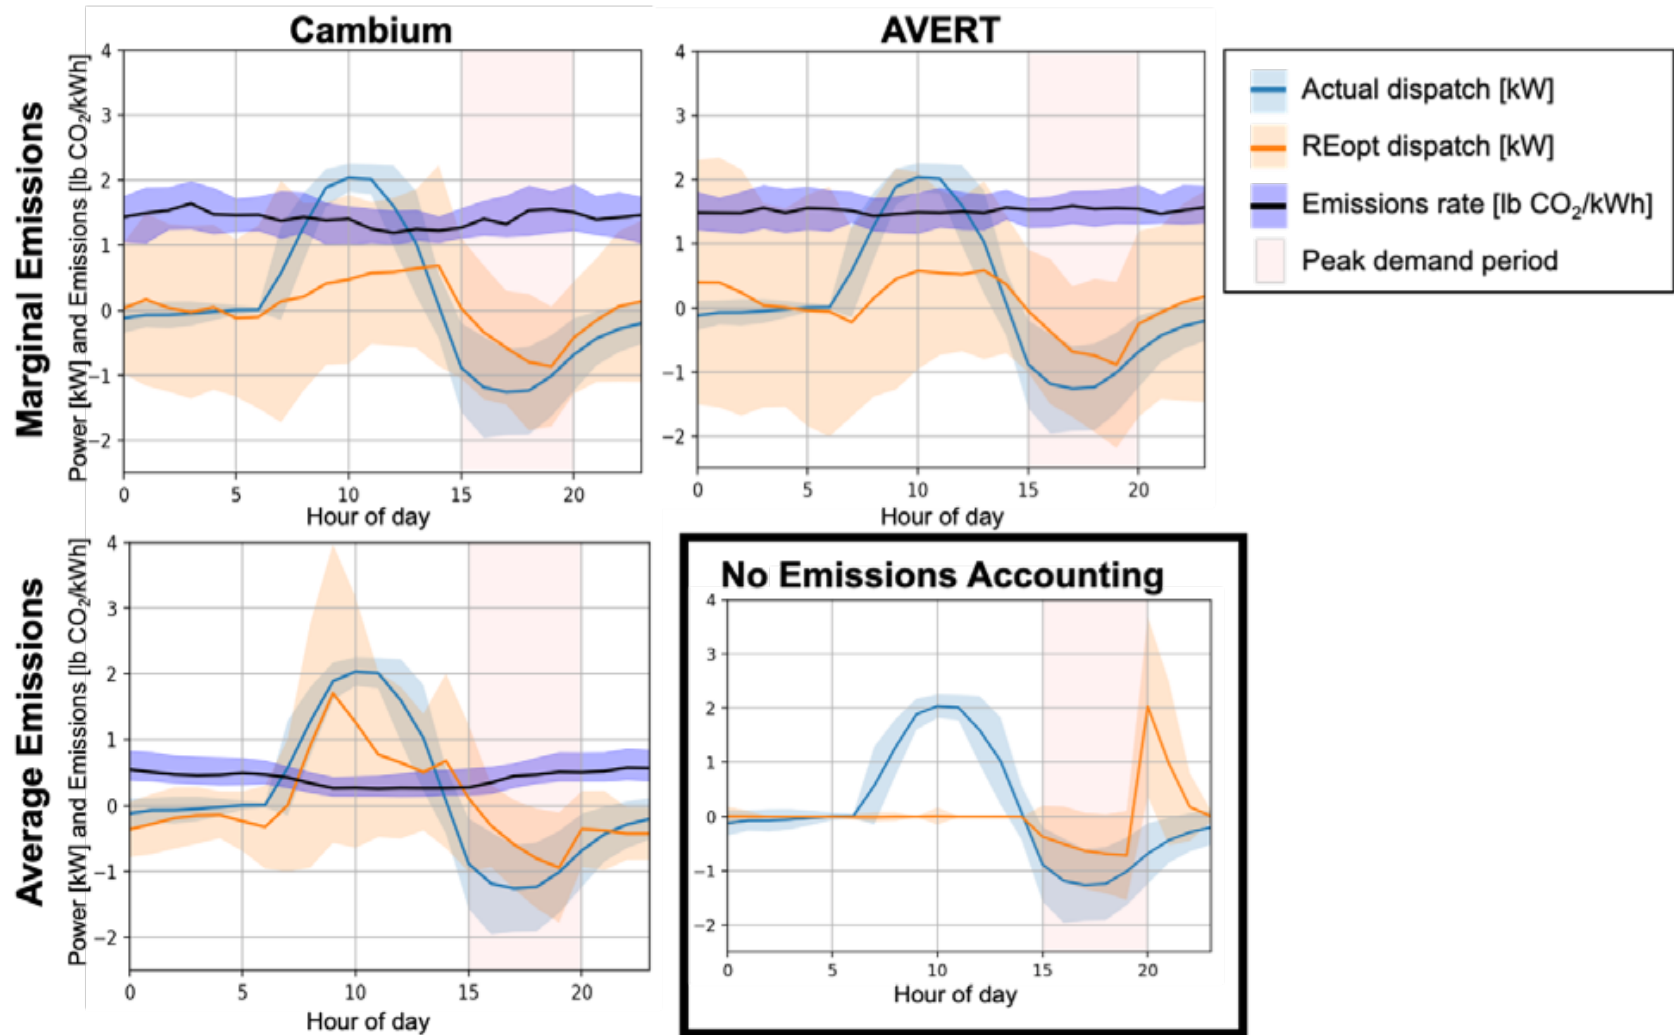 Cambium
AVERT
Marginal Emissions
Power [kW] and Emissions [lb CO₂/kWh]
4
3
2
1
0
−1
−2
0 5 10 15 20
Hour of day
4
3
2
1
0
−1
−2
0 5 10 15 20
Hour of day
Actual dispatch [kW]
REopt dispatch [kW]
Emissions rate [lb CO₂/kWh]
Peak demand period
Average Emissions
Power [kW] and Emissions [lb CO₂/kWh]
4
3
2
1
0
−1
−2
0 5 10 15 20
Hour of day
No Emissions Accounting
4
3
2
1
0
−1
−2
0 5 10 15 20
Hour of day